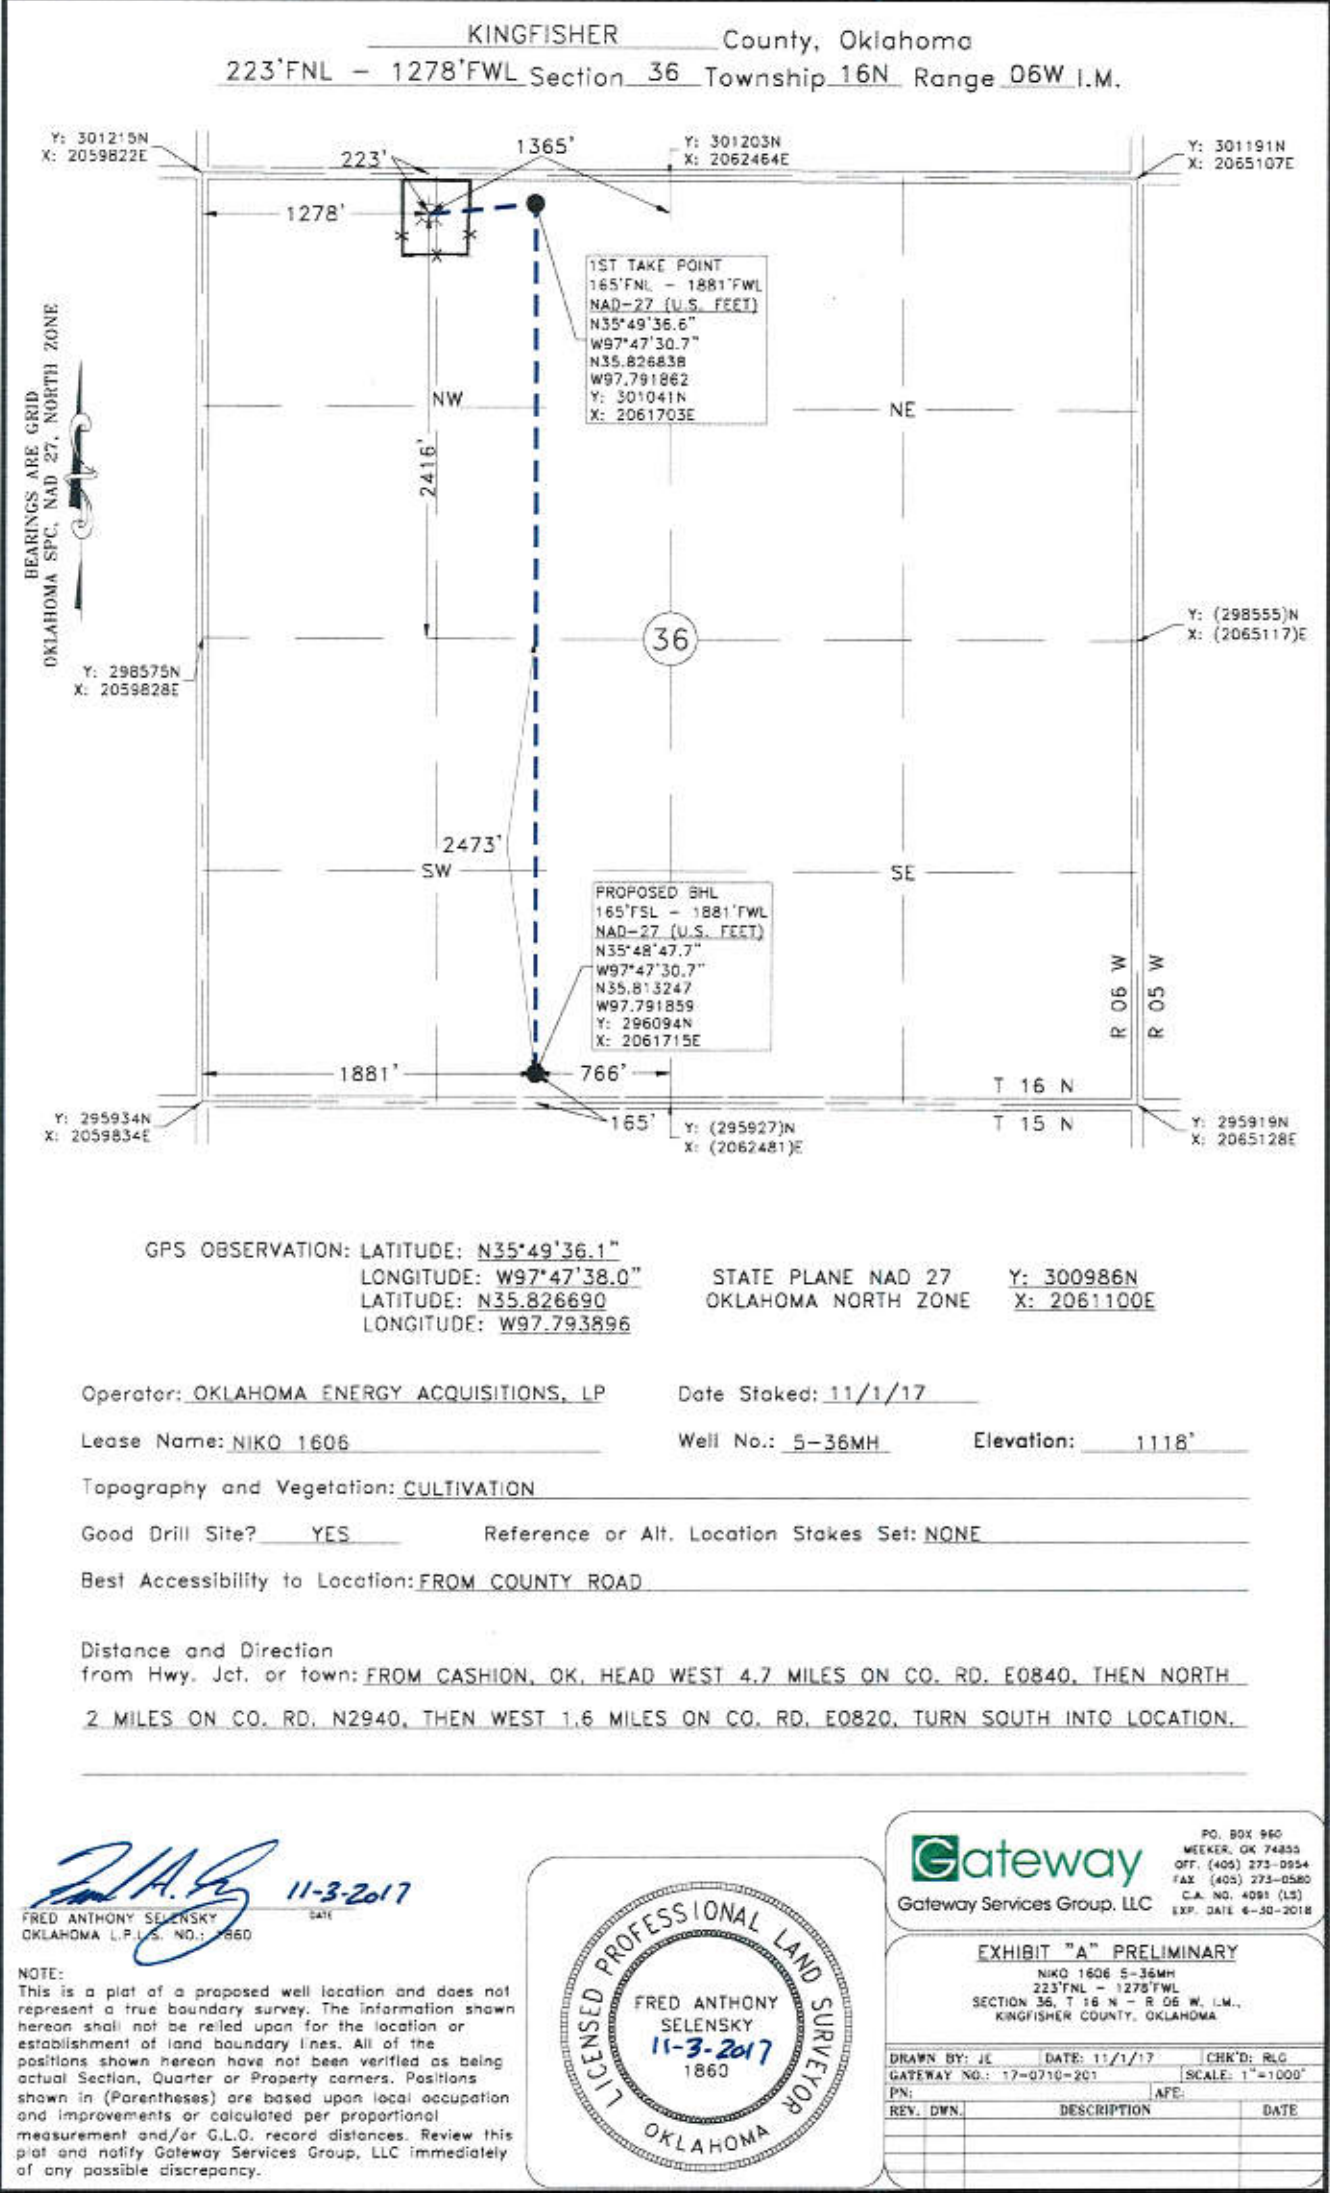 KINGFISHER County, Oklahoma
223'FNL - 1278'FWL Section 36 Township 16N Range 06W I.M.
Y: 301215N
X: 2059822E
223'
1365'
Y: 301203N
X: 2062464E
Y: 301191N
X: 2065107E
1278'
1ST TAKE POINT
165'FNL - 1881'FWL
NAD-27 (U.S. FEET)
N35°49'36.6"
W97°47'30.7"
N35.826838
W97.791862
Y: 301041N
X: 2061703E
BEARINGS ARE GRID
OKLAHOMA SPC, NAD 27, NORTH ZONE
NW
NE
2416'
36
Y: (298555)N
X: (2065117)E
Y: 298575N
X: 2059828E
2473'
SW
SE
PROPOSED BHL
165'FSL - 1881'FWL
NAD-27 (U.S. FEET)
N35°48'47.7"
W97°47'30.7"
N35.813247
W97.791859
Y: 296094N
X: 2061715E
R 06 W
R 05 W
1881'
766'
T 16 N
T 15 N
165'
Y: 295934N
X: 2059834E
Y: (295927)N
X: (2062481)E
Y: 295919N
X: 2065128E
GPS OBSERVATION: LATITUDE: N35°49'36.1"
LONGITUDE: W97°47'38.0"
LATITUDE: N35.826690
LONGITUDE: W97.793896
STATE PLANE NAD 27 Y: 300986N
OKLAHOMA NORTH ZONE X: 2061100E
Operator: OKLAHOMA ENERGY ACQUISITIONS, LP Date Staked: 11/1/17
Lease Name: NIKO 1606 Well No.: 5-36MH Elevation: 1118'
Topography and Vegetation: CULTIVATION
Good Drill Site? YES Reference or Alt. Location Stakes Set: NONE
Best Accessibility to Location: FROM COUNTY ROAD
Distance and Direction
from Hwy. Jct. or town: FROM CASHION, OK, HEAD WEST 4.7 MILES ON CO. RD. E0840, THEN NORTH
2 MILES ON CO. RD. N2940, THEN WEST 1.6 MILES ON CO. RD. E0820, TURN SOUTH INTO LOCATION.
11-3-2017
FRED ANTHONY SELENSKY DATE
OKLAHOMA L.P.L.S. NO.: 1860
NOTE:
This is a plat of a proposed well location and does not
represent a true boundary survey. The information shown
hereon shall not be relied upon for the location or
establishment of land boundary lines. All of the
positions shown hereon have not been verified as being
actual Section, Quarter or Property corners. Positions
shown in (Parentheses) are based upon local occupation
and improvements or calculated per proportional
measurement and/or G.L.O. record distances. Review this
plat and notify Gateway Services Group, LLC immediately
of any possible discrepancy.
LICENSED PROFESSIONAL LAND SURVEYOR
FRED ANTHONY
SELENSKY
11-3-2017
1860
OKLAHOMA
Gateway
Gateway Services Group, LLC
PO. BOX 960
MEEKER, OK 74855
OFF. (405) 273-0954
FAX (405) 273-0580
C.A. NO. 4091 (LS)
EXP. DATE 6-30-2018
EXHIBIT "A" PRELIMINARY
NIKO 1606 5-36MH
223'FNL - 1278'FWL
SECTION 36, T 16 N - R 06 W, I.M.,
KINGFISHER COUNTY, OKLAHOMA
DRAWN BY: JE DATE: 11/1/17 CHK'D: RLG
GATEWAY NO.: 17-0710-201 SCALE: 1"=1000'
PN: AFE:
REV. DWN. DESCRIPTION DATE